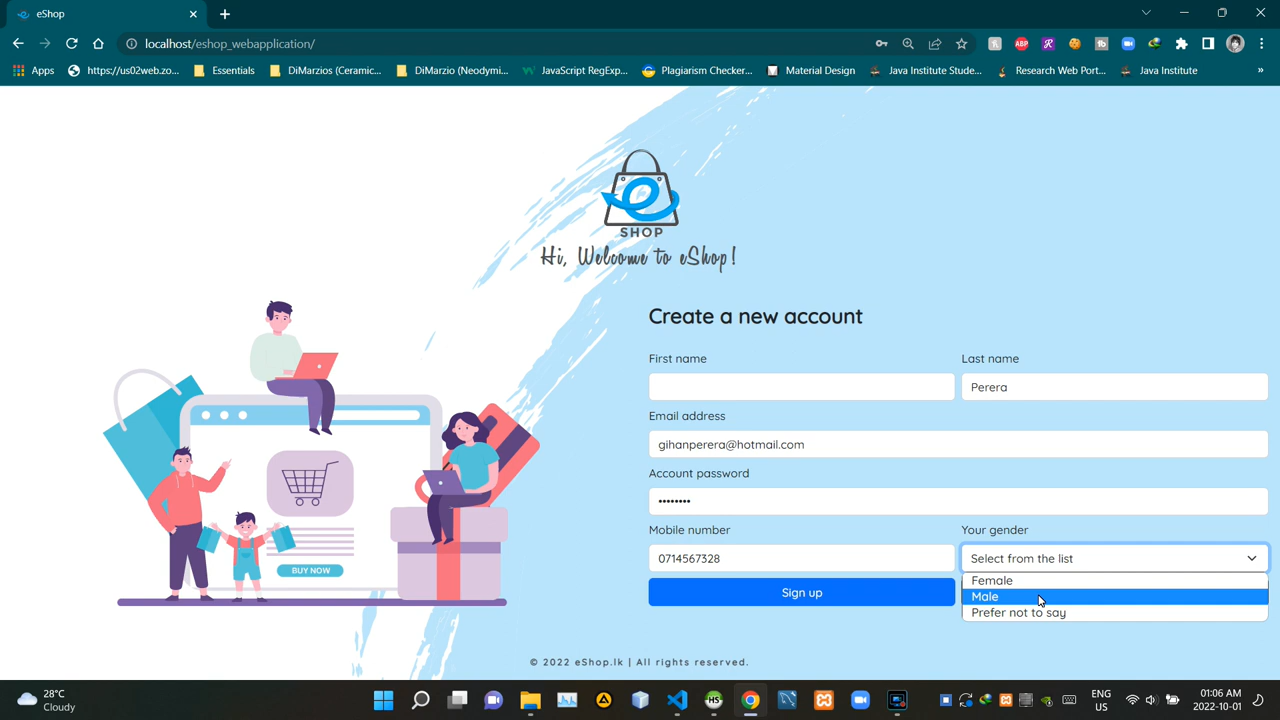 eShop
localhost/eshop_webapplication/
Apps
https://us02web.zo...
Essentials
DiMarzios (Ceramic...
DiMarzio (Neodymi...
JavaScript RegExp...
Plagiarism Checker...
Material Design
Java Institute Stude...
Research Web Port...
Java Institute
»
SHOP
Hi, Welcome to eShop!
Create a new account
First name
Last name
Perera
Email address
gihanperera@hotmail.com
Account password
••••••••
Mobile number
Your gender
0714567328
Select from the list
Female
Male
Prefer not to say
Sign up
BUY NOW
© 2022 eShop.lk | All rights reserved.
28°C
Cloudy
ENG
US
01:06 AM
2022-10-01